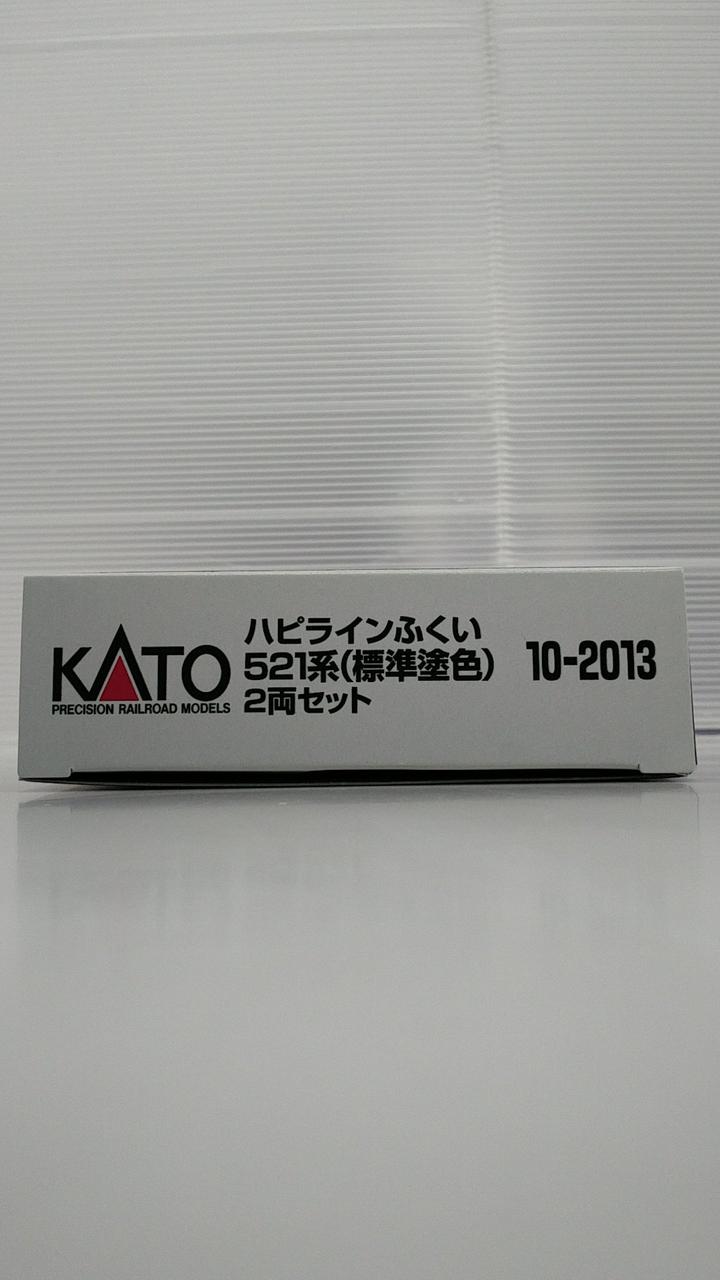 KATO
PRECISION RAILROAD MODELS
ハピラインふくい
521系(標準塗色)
2両セット
10-2013